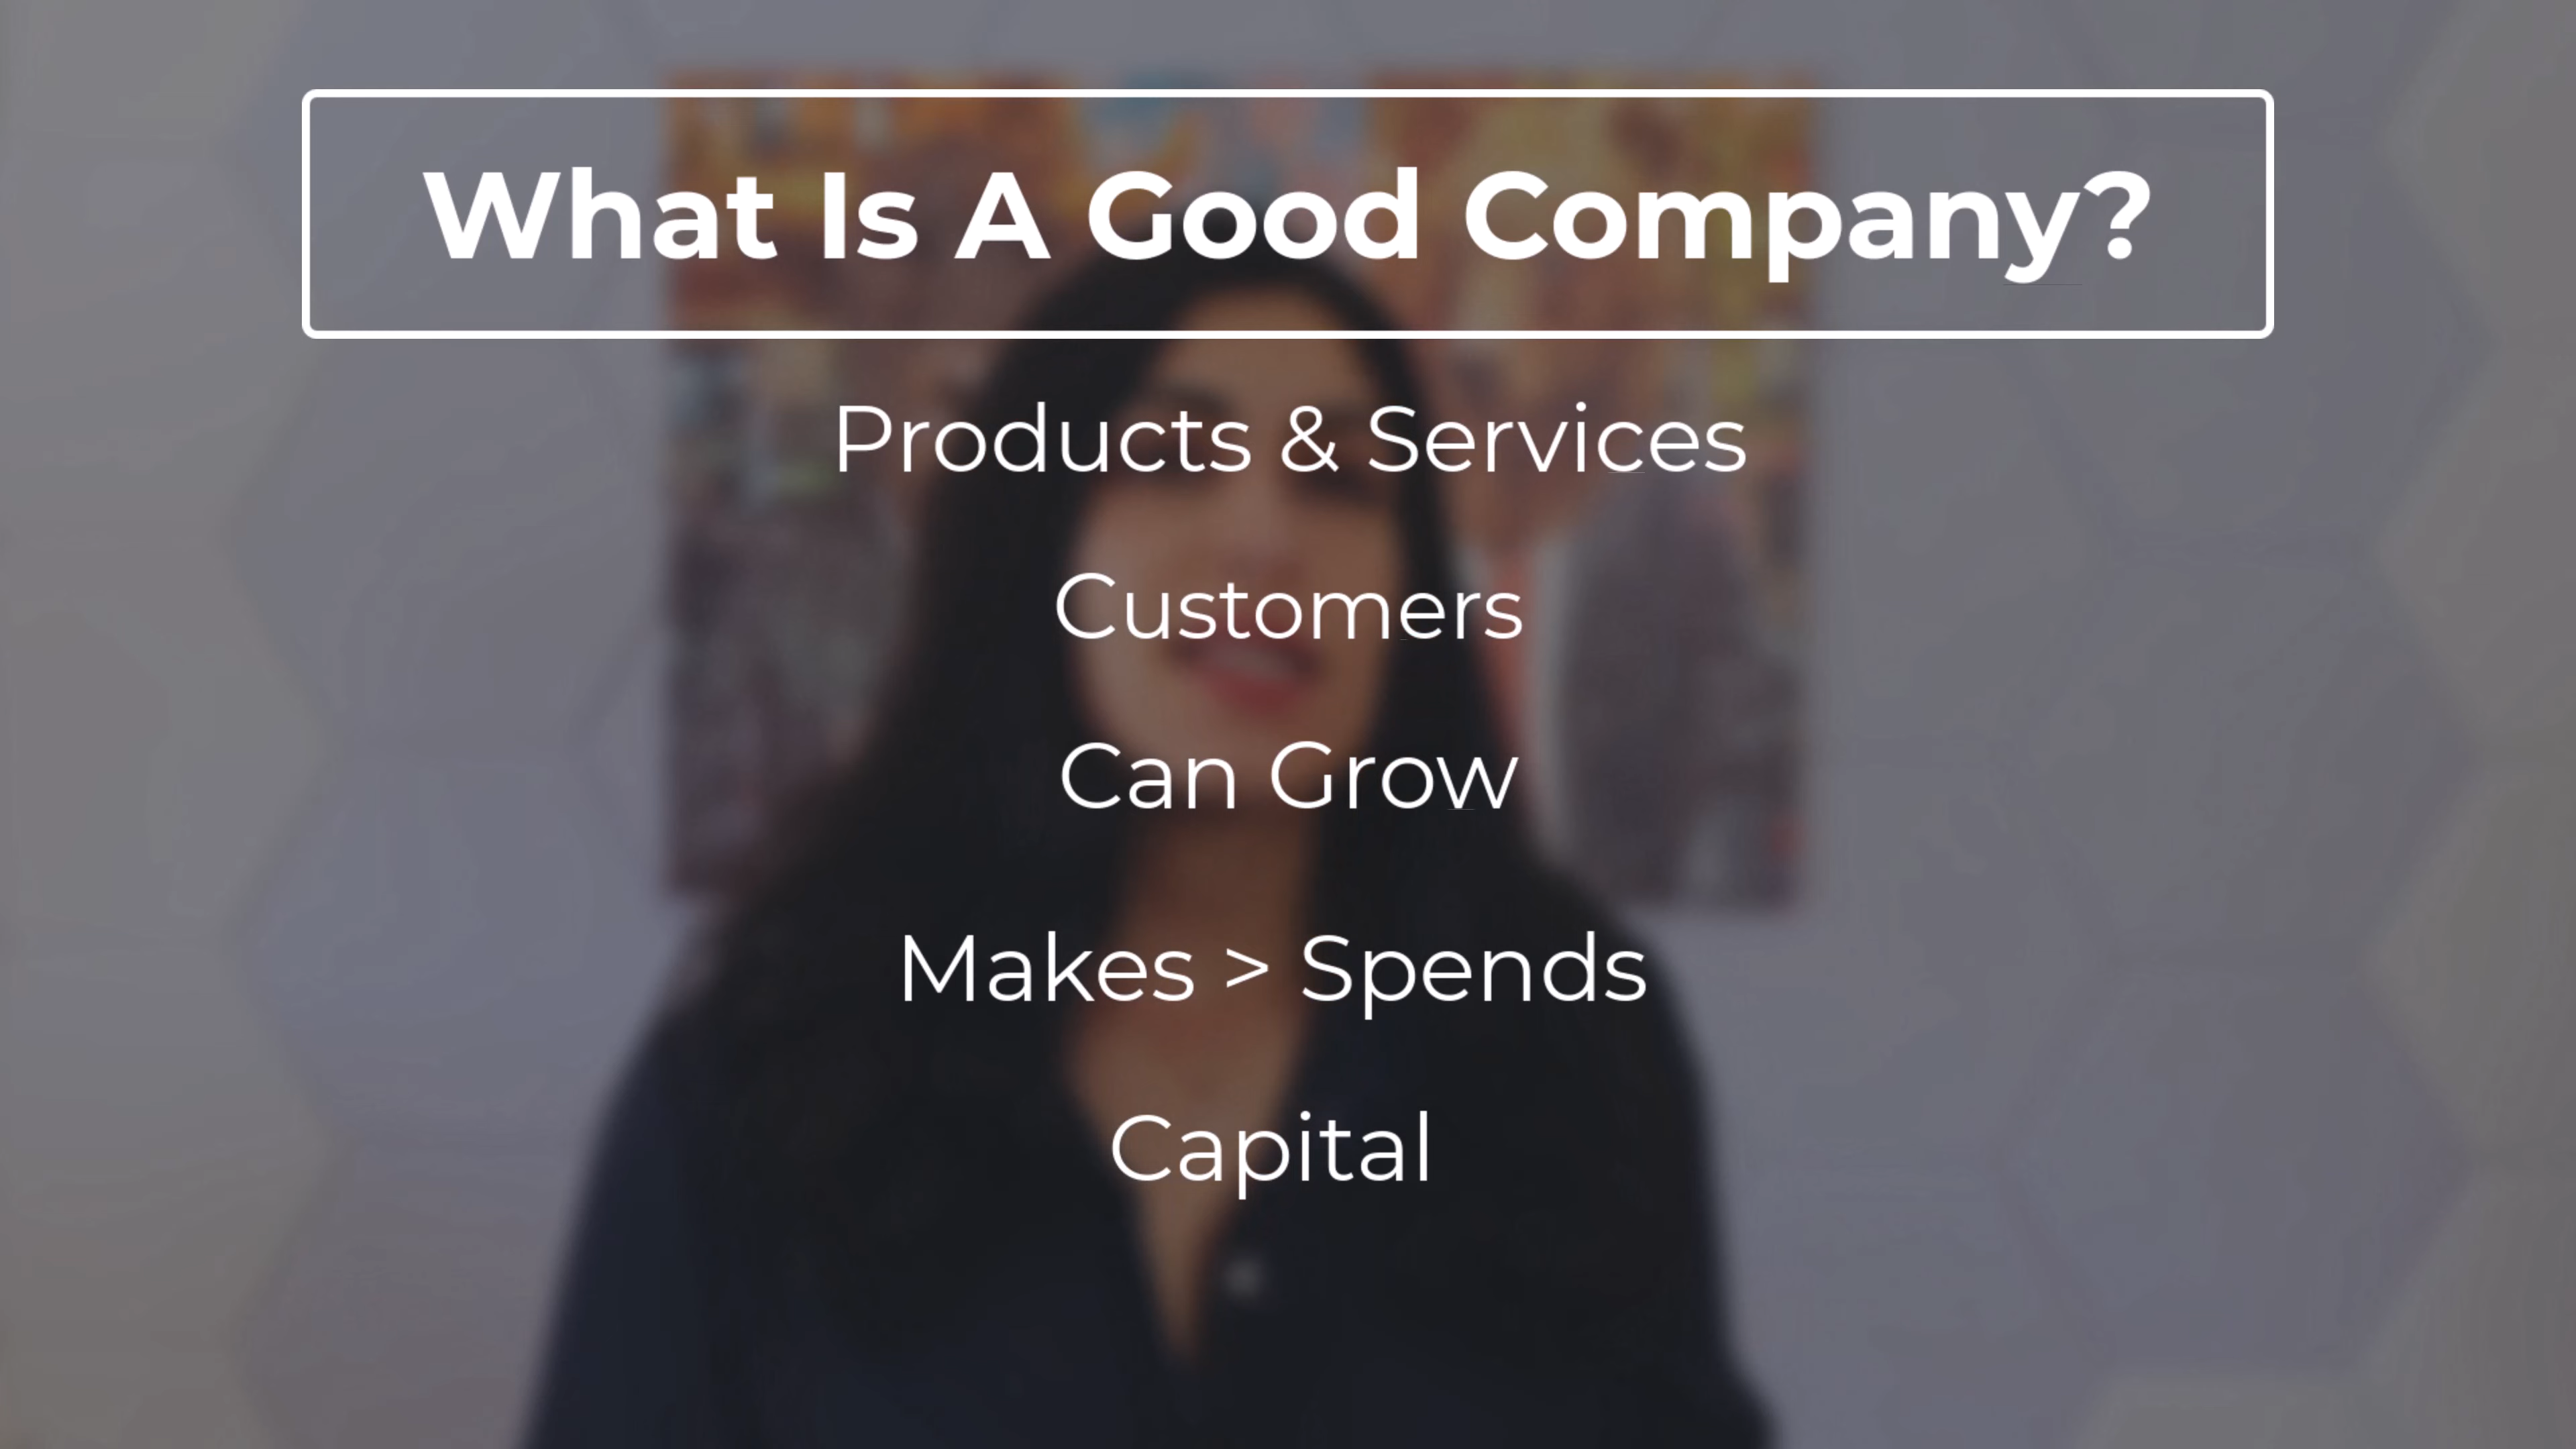 What Is A Good Company?
Products & Services
Customers
Can Grow
Makes > Spends
Capital